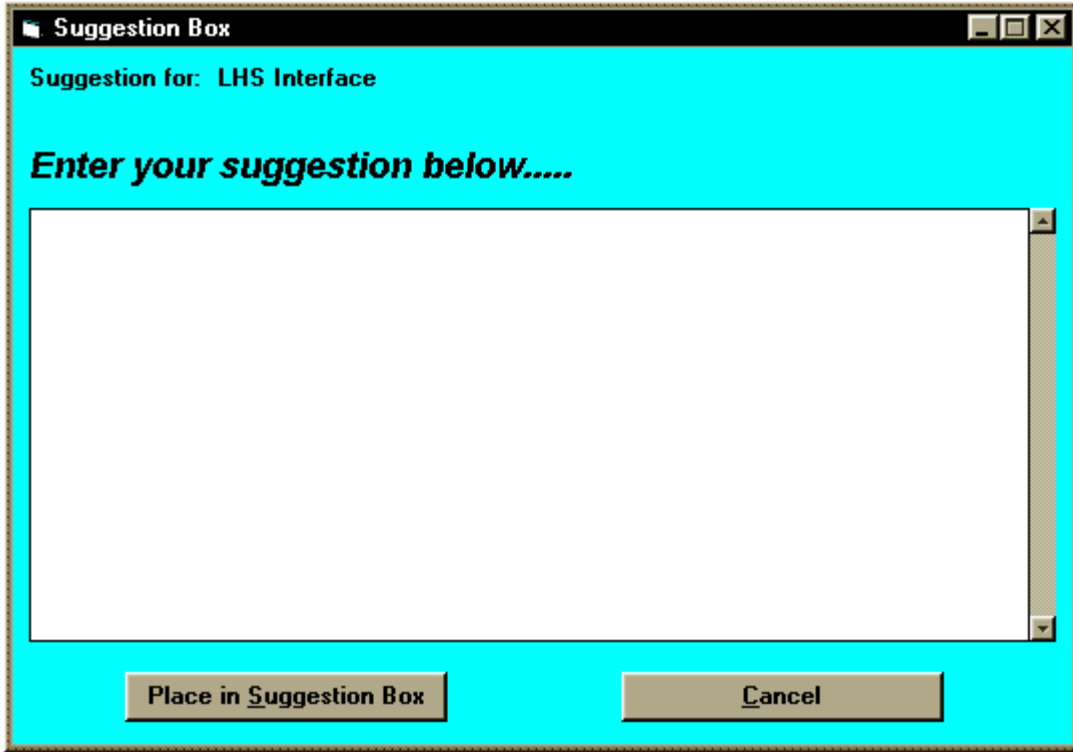 Suggestion Box
Suggestion for: LHS Interface
Enter your suggestion below.....
Place in Suggestion Box
Cancel